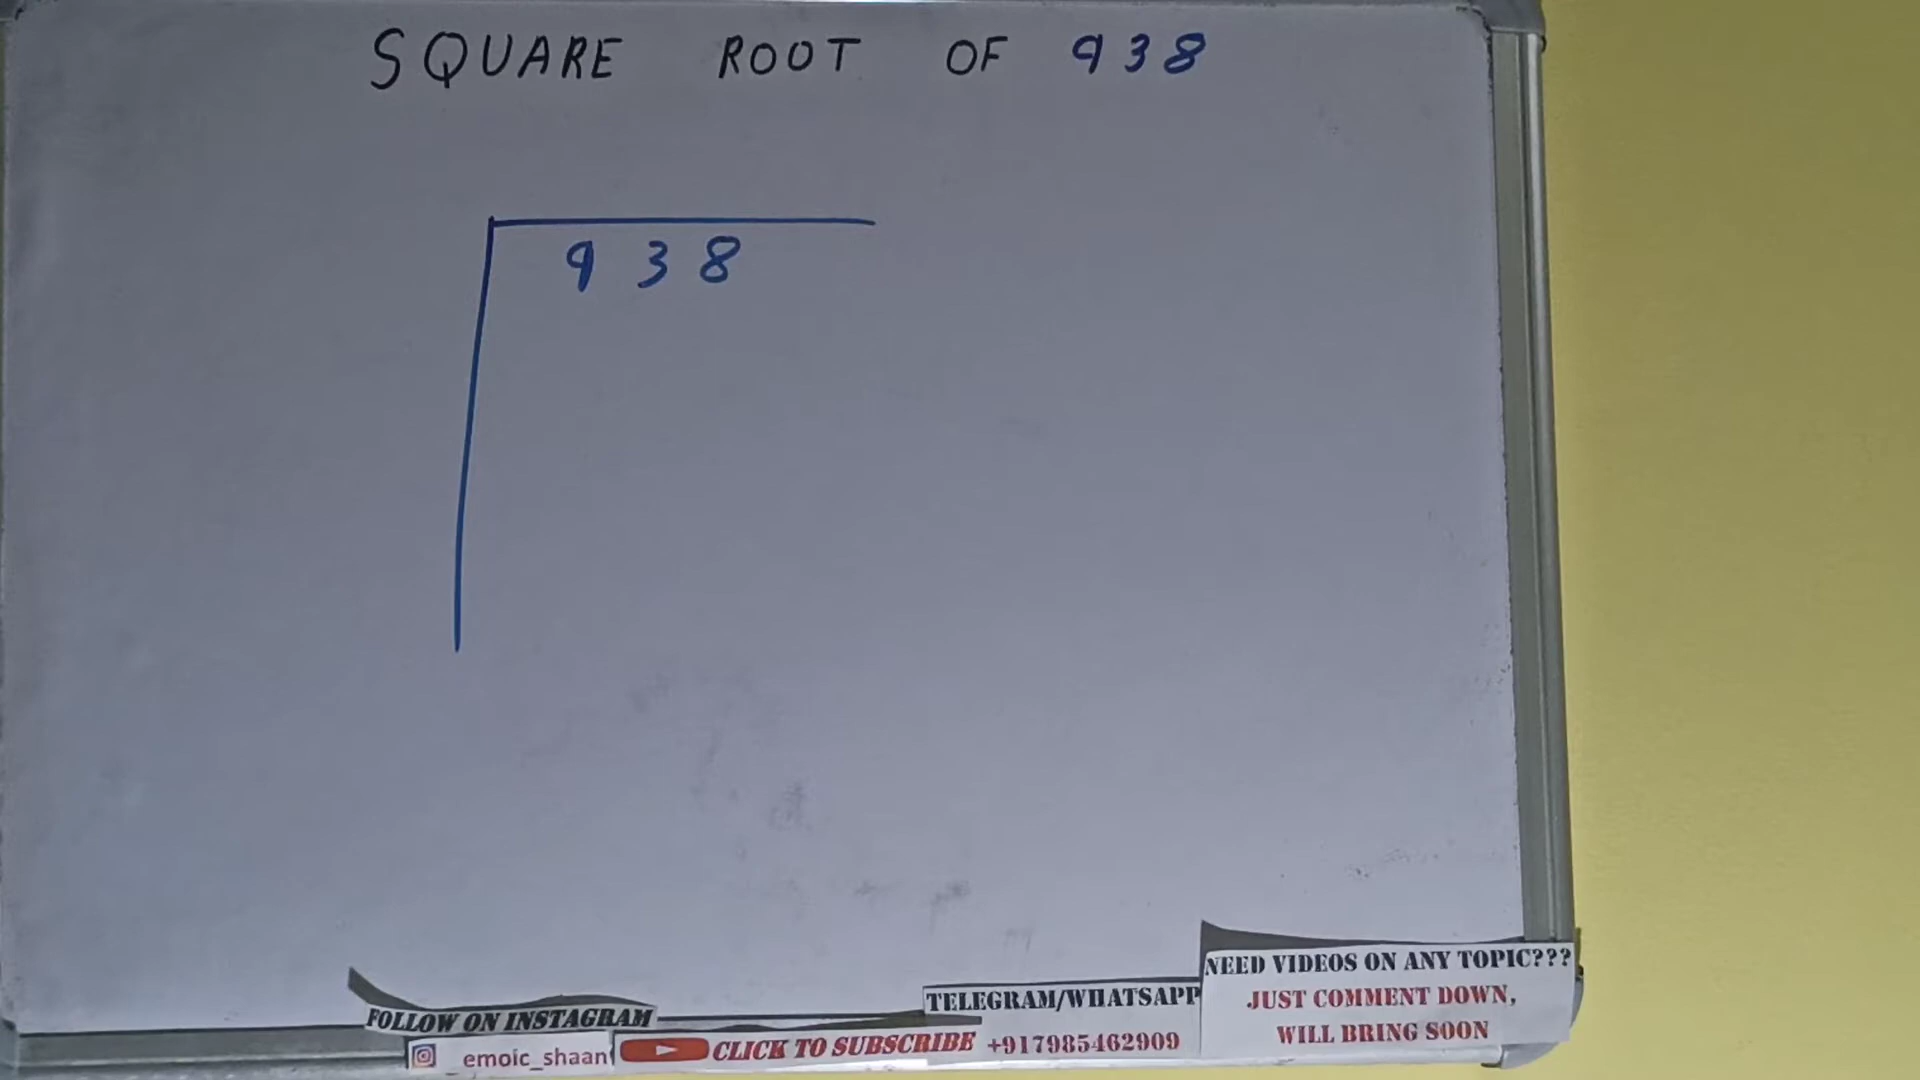 SQUARE ROOT OF 938
938
NEED VIDEOS ON ANY TOPIC???
JUST COMMENT DOWN,
WILL BRING SOON
TELEGRAM/WHATSAPP
+917985462909
FOLLOW ON INSTAGRAM
_emoic_shaan
CLICK TO SUBSCRIBE